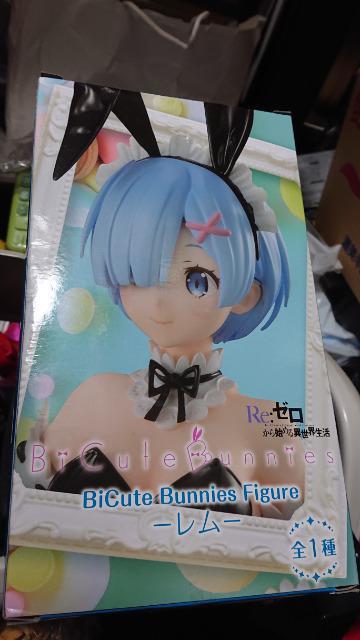 Re:ゼロ
から始める異世界生活
BiCute Bunnies
BiCute Bunnies Figure
—レム—
全1種